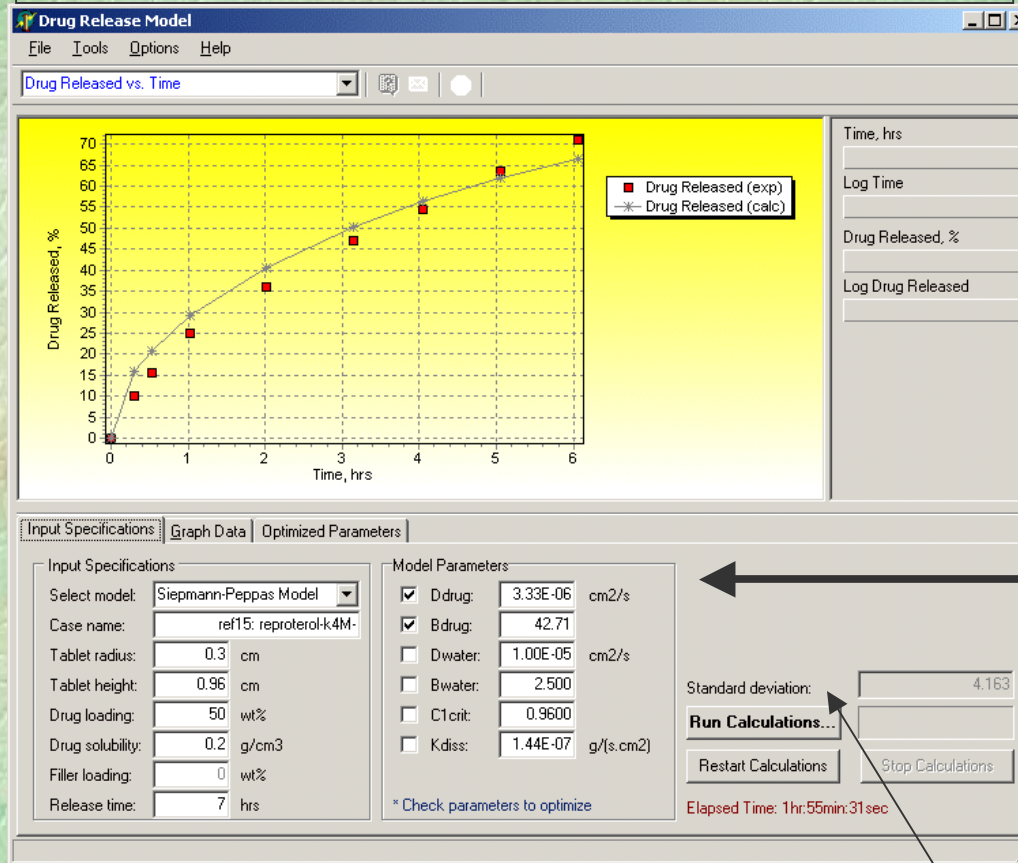 Drug Release Model
File Tools Options Help
Drug Released vs. Time
70
65
60
55
50
45
40
35
30
25
20
15
10
5
0
Drug Released, %
0 1 2 3 4 5 6
Time, hrs
Drug Released (exp)
Drug Released (calc)
Time, hrs
Log Time
Drug Released, %
Log Drug Released
Input Specifications Graph Data Optimized Parameters
Input Specifications
Select model: Siepmann-Peppas Model
Case name: ref15: reproterol-k4M-
Tablet radius: 0.3 cm
Tablet height: 0.96 cm
Drug loading: 50 wt%
Drug solubility: 0.2 g/cm3
Filler loading: 0 wt%
Release time: 7 hrs
Model Parameters
Ddrug: 3.33E-06 cm2/s
Bdrug: 42.71
Dwater: 1.00E-05 cm2/s
Bwater: 2.500
C1crit: 0.9600
Kdiss: 1.44E-07 g/(s.cm2)
* Check parameters to optimize
Standard deviation: 4.163
Run Calculations...
Restart Calculations Stop Calculations
Elapsed Time: 1hr:55min:31sec